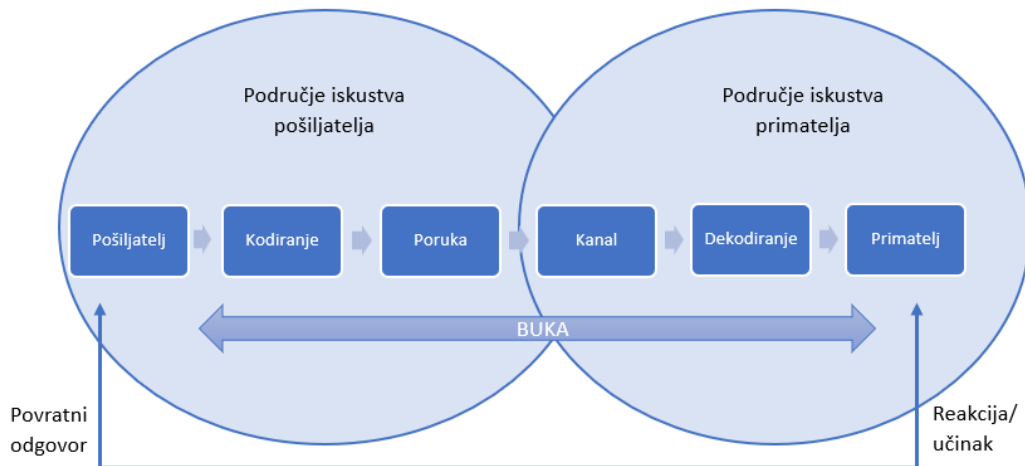 Područje iskustva
pošiljatelja
Područje iskustva
primatelja
Pošiljatelj
Kodiranje
Poruka
Kanal
Dekodiranje
Primatelj
BUKA
Povratni
odgovor
Reakcija/
učinak